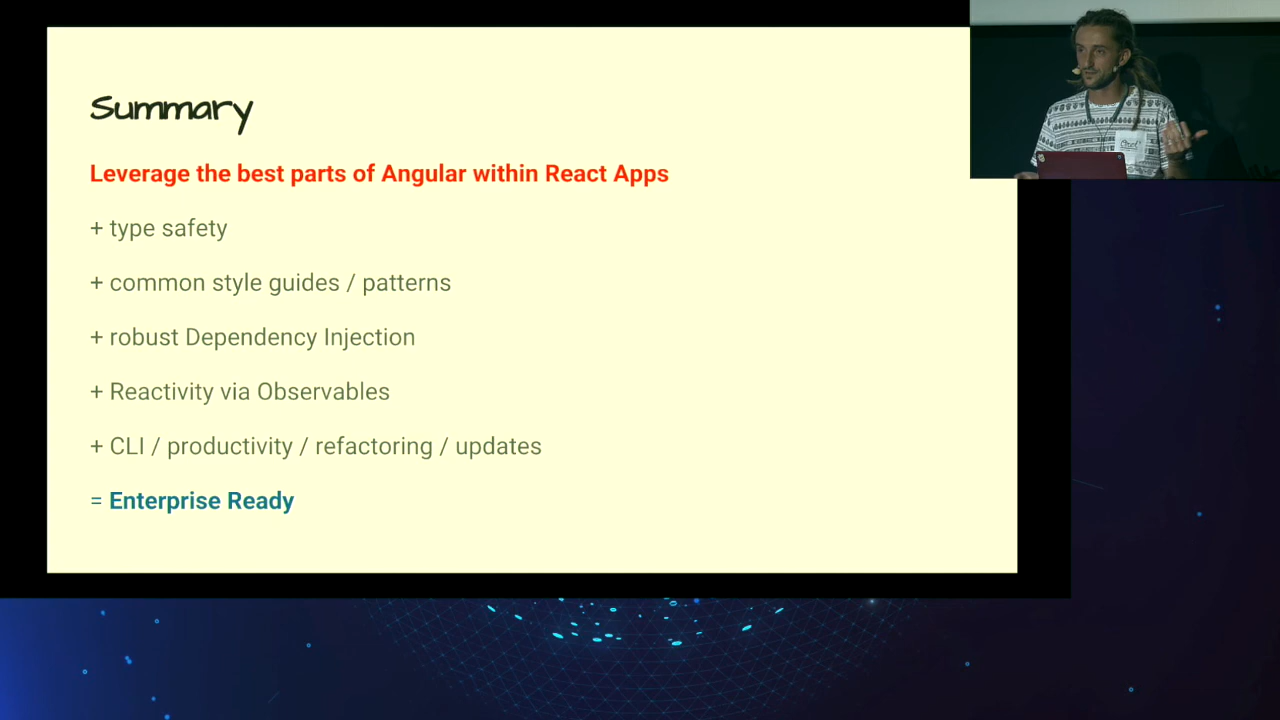 Summary
Leverage the best parts of Angular within React Apps
+ type safety
+ common style guides / patterns
+ robust Dependency Injection
+ Reactivity via Observables
+ CLI / productivity / refactoring / updates
= Enterprise Ready